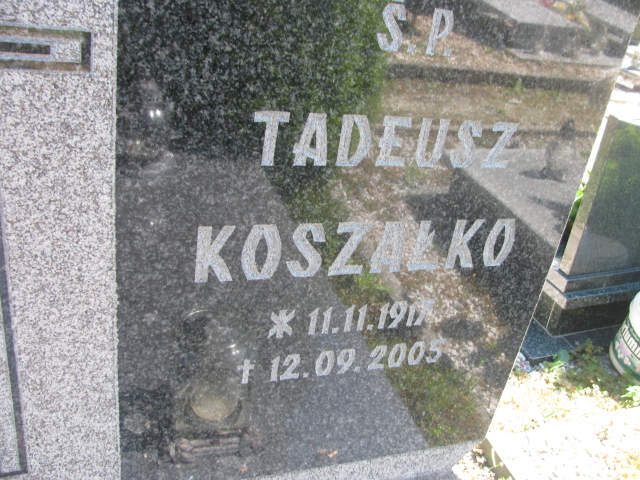 Ś.P.
TADEUSZ
KOSZAŁKO
* 11.11.1917
† 12.09.2005